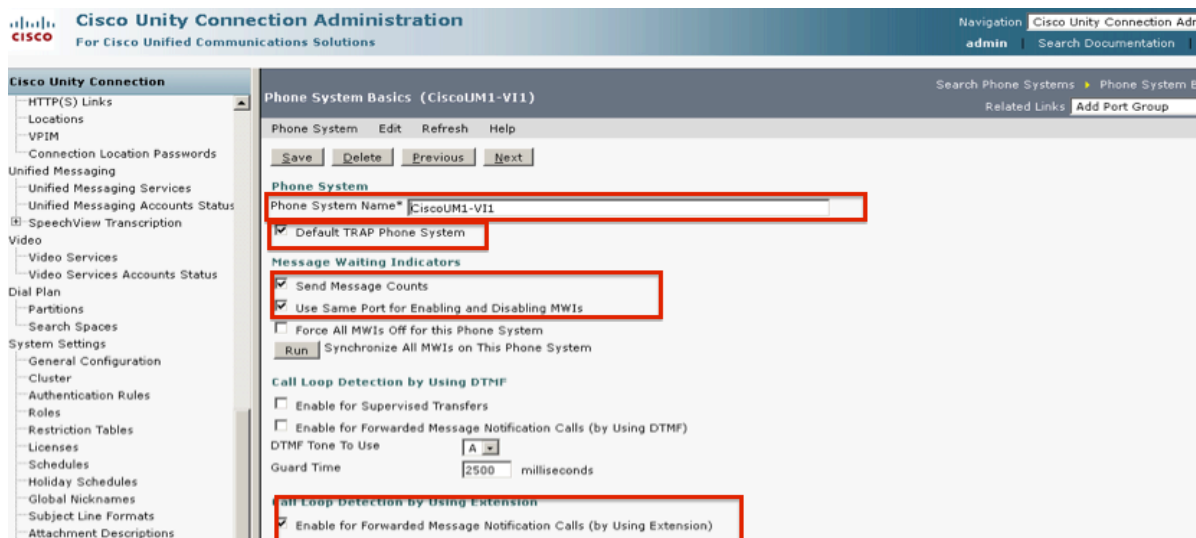 cisco
Cisco Unity Connection Administration
For Cisco Unified Communications Solutions
Navigation Cisco Unity Connection Adr
admin | Search Documentation |
Cisco Unity Connection
HTTP(S) Links
Locations
VPIM
Connection Location Passwords
Unified Messaging
Unified Messaging Services
Unified Messaging Accounts Status
SpeechView Transcription
Video
Video Services
Video Services Accounts Status
Dial Plan
Partitions
Search Spaces
System Settings
General Configuration
Cluster
Authentication Rules
Roles
Restriction Tables
Licenses
Schedules
Holiday Schedules
Global Nicknames
Subject Line Formats
Attachment Descriptions
Phone System Basics (CiscoUM1-VI1)
Search Phone Systems Phone System B
Related Links Add Port Group
Phone System Edit Refresh Help
Save Delete Previous Next
Phone System
Phone System Name* CiscoUM1-VI1
Default TRAP Phone System
Message Waiting Indicators
Send Message Counts
Use Same Port for Enabling and Disabling MWIs
Force All MWIs Off for this Phone System
Run Synchronize All MWIs on This Phone System
Call Loop Detection by Using DTMF
Enable for Supervised Transfers
Enable for Forwarded Message Notification Calls (by Using DTMF)
DTMF Tone To Use A
Guard Time 2500 milliseconds
Call Loop Detection by Using Extension
Enable for Forwarded Message Notification Calls (by Using Extension)